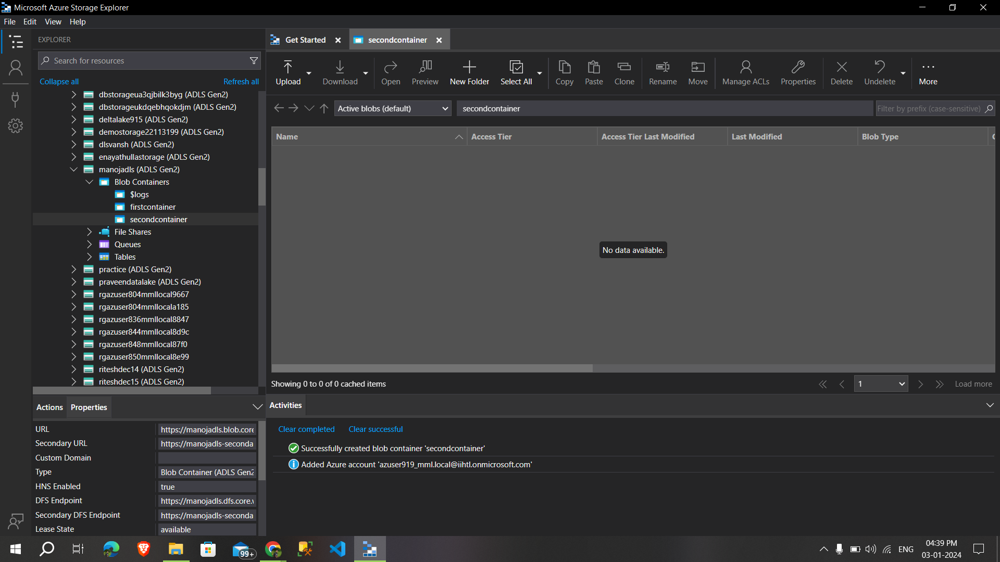 Microsoft Azure Storage Explorer
File Edit View Help
EXPLORER
Search for resources
Collapse all Refresh all
dbstorageua3qjbilk3byg (ADLS Gen2)
dbstorageukdqebhqokdjm (ADLS Gen2)
deltalake915 (ADLS Gen2)
demostorage22113199 (ADLS Gen2)
dlsvansh (ADLS Gen2)
enayathullastorage (ADLS Gen2)
manojadls (ADLS Gen2)
Blob Containers
$logs
firstcontainer
secondcontainer
File Shares
Queues
Tables
practice (ADLS Gen2)
praveendatalake (ADLS Gen2)
rgazuser804mmllocal9667
rgazuser804mmllocala185
rgazuser836mmllocal8847
rgazuser844mmllocal8d9c
rgazuser848mmllocal87f0
rgazuser850mmllocal8e99
riteshdec14 (ADLS Gen2)
riteshdec15 (ADLS Gen2)
Actions Properties
URL https://manojadls.blob.core
Secondary URL https://manojadls-seconda
Custom Domain
Type Blob Container (ADLS Gen2
HNS Enabled true
DFS Endpoint https://manojadls.dfs.core.
Secondary DFS Endpoint https://manojadls-seconda
Lease State available
Get Started secondcontainer
Upload Download Open Preview New Folder Select All Copy Paste Clone Rename Move Manage ACLs Properties Delete Undelete More
Active blobs (default) secondcontainer Filter by prefix (case-sensitive)
Name Access Tier Access Tier Last Modified Last Modified Blob Type
No data available.
Showing 0 to 0 of 0 cached items 1 Load more
Activities
Clear completed Clear successful
Successfully created blob container 'secondcontainer'
Added Azure account 'azuser919_mml.local@iihtl.onmicrosoft.com'
99+ ENG 04:39 PM
03-01-2024